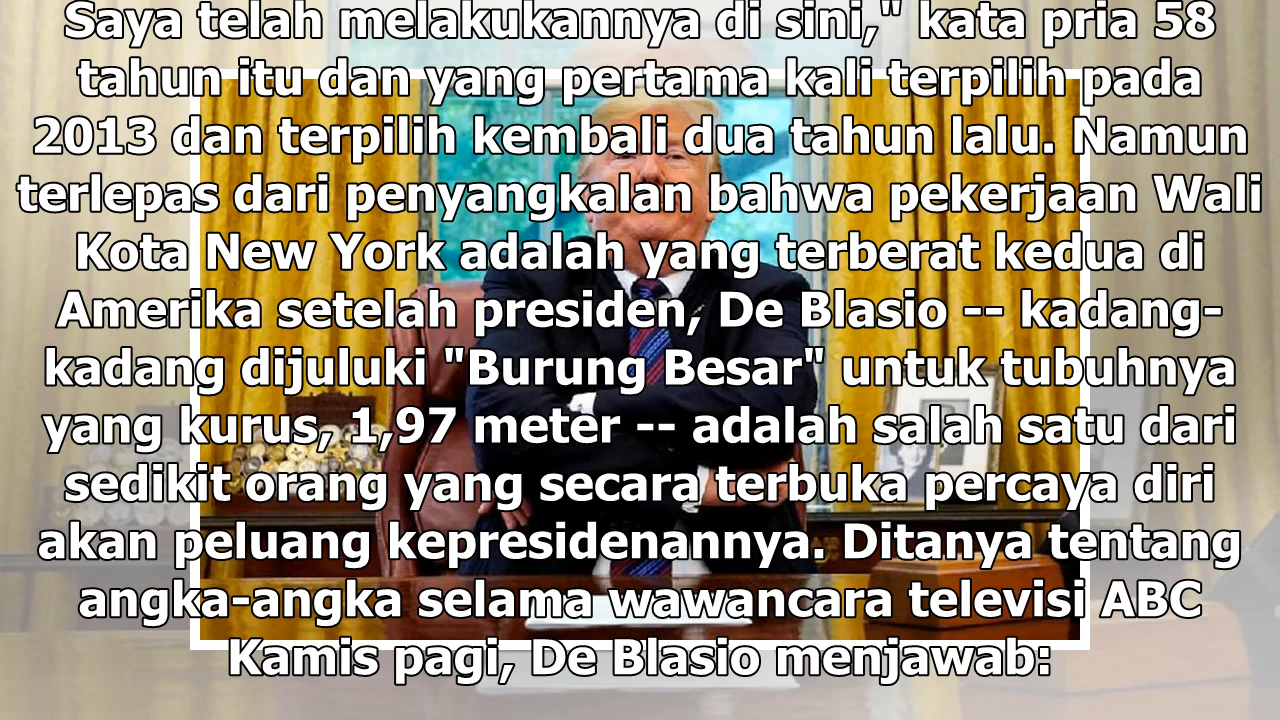 Saya telah melakukannya di sini," kata pria 58
tahun itu dan yang pertama kali terpilih pada
2013 dan terpilih kembali dua tahun lalu. Namun
terlepas dari penyangkalan bahwa pekerjaan Wali
Kota New York adalah yang terberat kedua di
Amerika setelah presiden, De Blasio -- kadang-
kadang dijuluki "Burung Besar" untuk tubuhnya
yang kurus, 1,97 meter -- adalah salah satu dari
sedikit orang yang secara terbuka percaya diri
akan peluang kepresidenannya. Ditanya tentang
angka-angka selama wawancara televisi ABC
Kamis pagi, De Blasio menjawab: